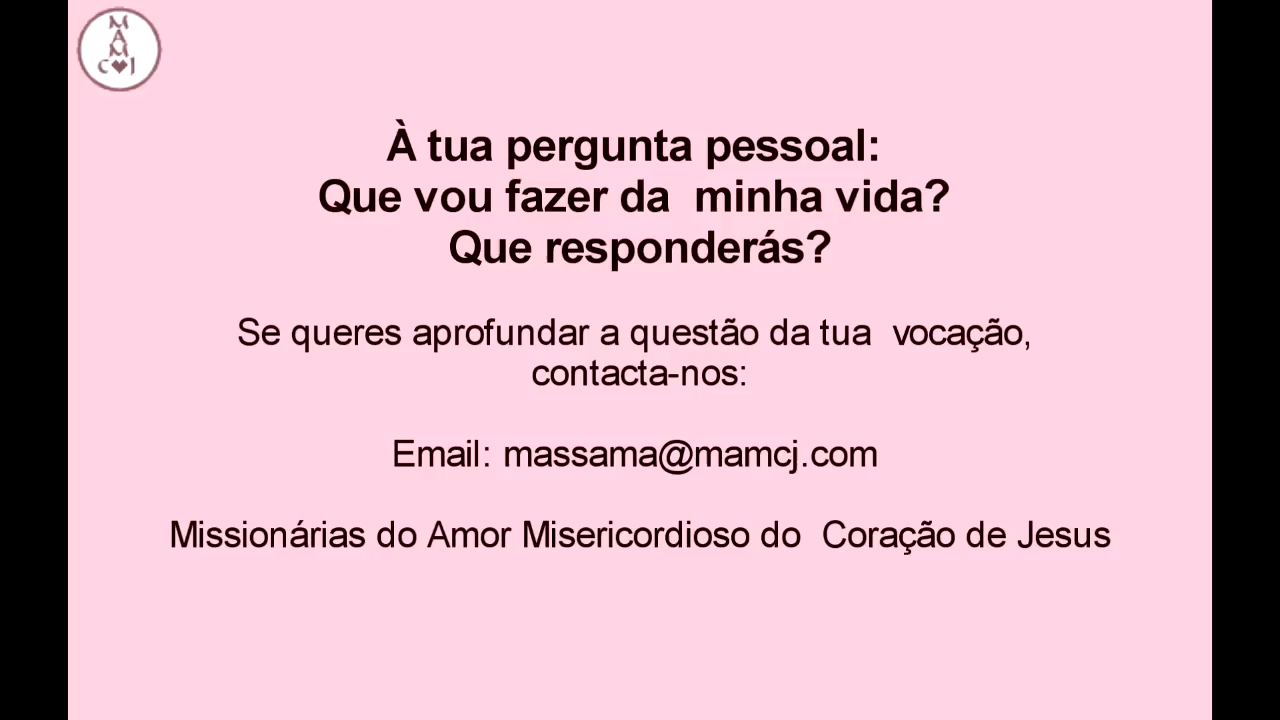 M
A
M
C J
À tua pergunta pessoal:
Que vou fazer da minha vida?
Que responderás?
Se queres aprofundar a questão da tua vocação,
contacta-nos:
Email: massama@mamcj.com
Missionárias do Amor Misericordioso do Coração de Jesus